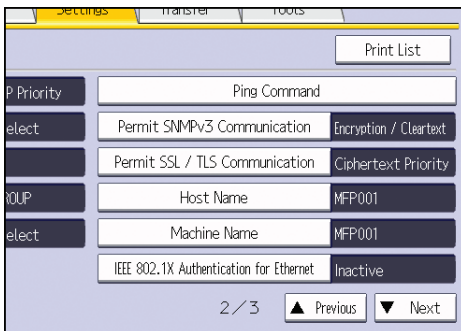 Settings Transfer Tools
Print List
P Priority Ping Command
elect Permit SNMPv3 Communication Encryption / Cleartext
Permit SSL / TLS Communication Ciphertext Priority
ROUP Host Name MFP001
elect Machine Name MFP001
IEEE 802.1X Authentication for Ethernet Inactive
2/3 ▲ Previous ▼ Next